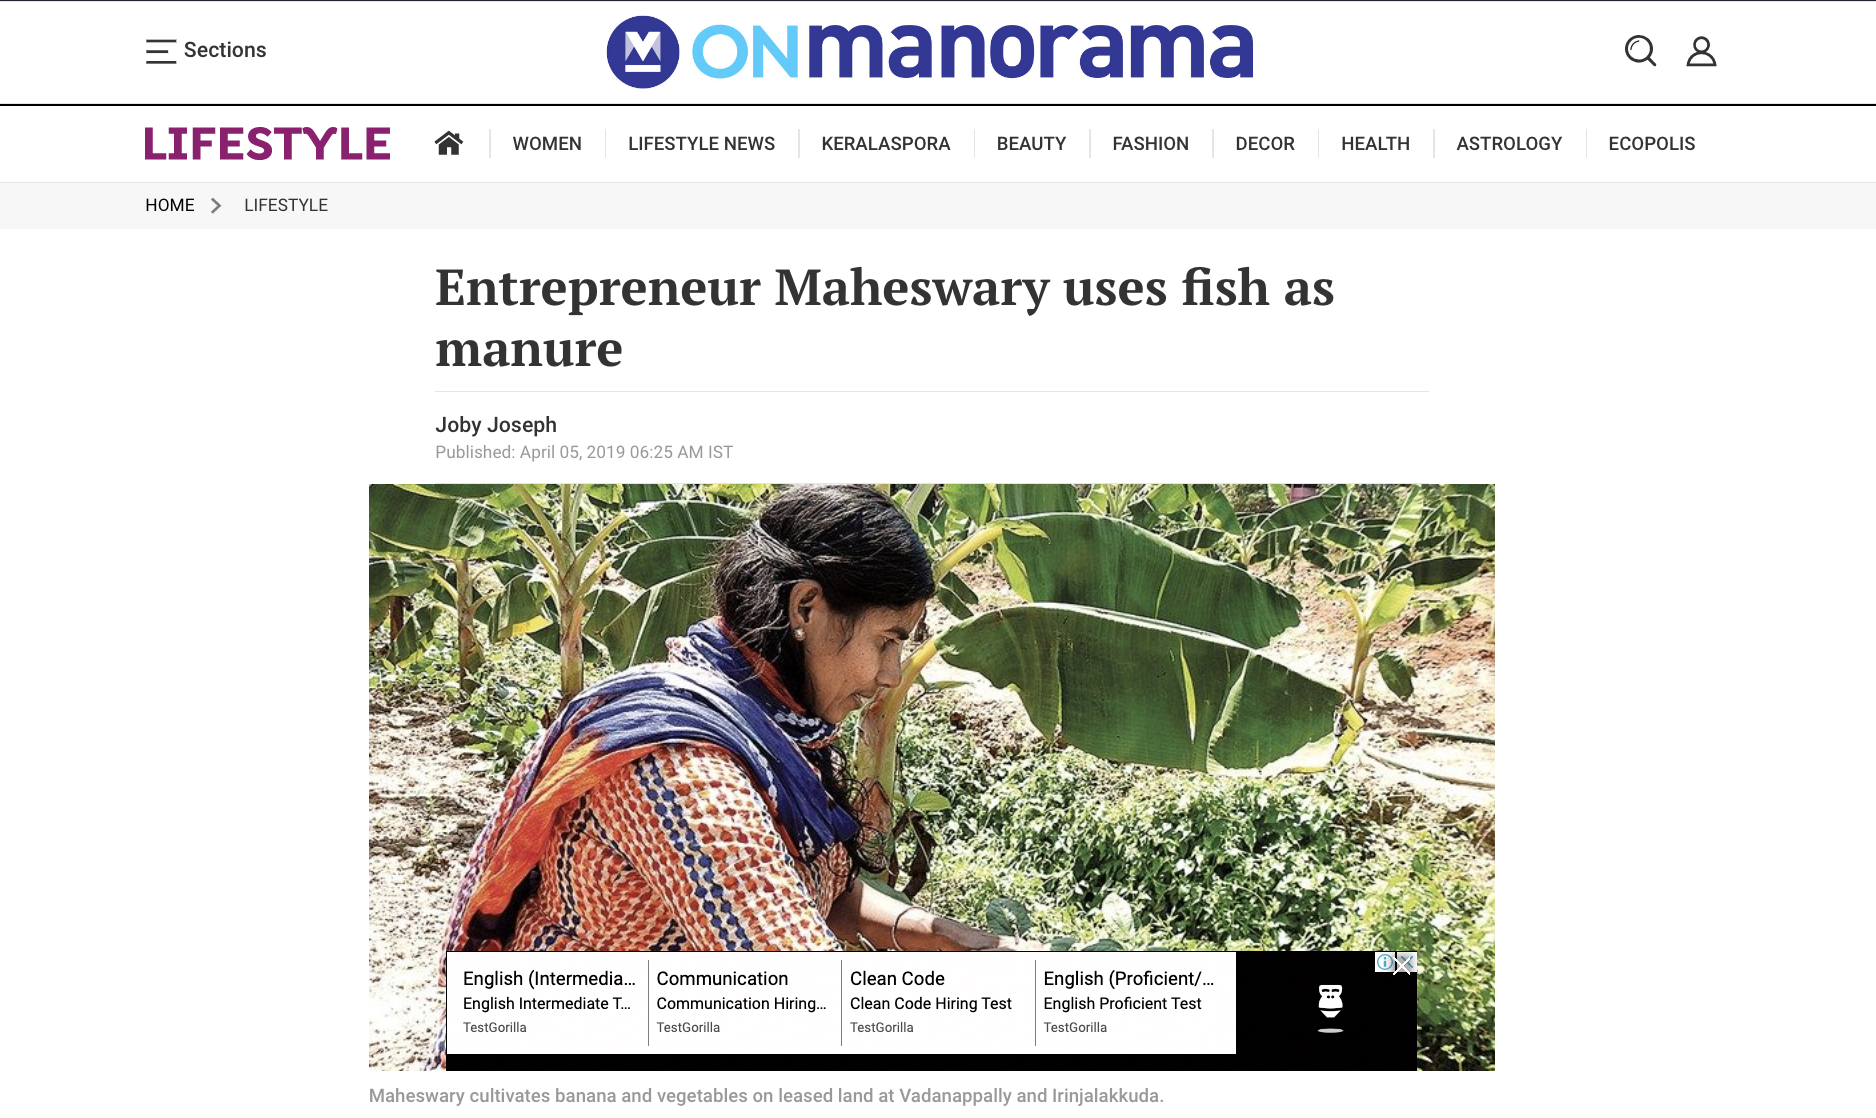 Sections
ONmanorama
LIFESTYLE
WOMEN
LIFESTYLE NEWS
KERALASPORA
BEAUTY
FASHION
DECOR
HEALTH
ASTROLOGY
ECOPOLIS
HOME
LIFESTYLE
Entrepreneur Maheswary uses fish as
manure
Joby Joseph
Published: April 05, 2019 06:25 AM IST
English (Intermedia...
English Intermediate T...
TestGorilla
Communication
Communication Hiring...
TestGorilla
Clean Code
Clean Code Hiring Test
TestGorilla
English (Proficient/...
English Proficient Test
TestGorilla
Maheswary cultivates banana and vegetables on leased land at Vadanappally and Irinjalakkuda.